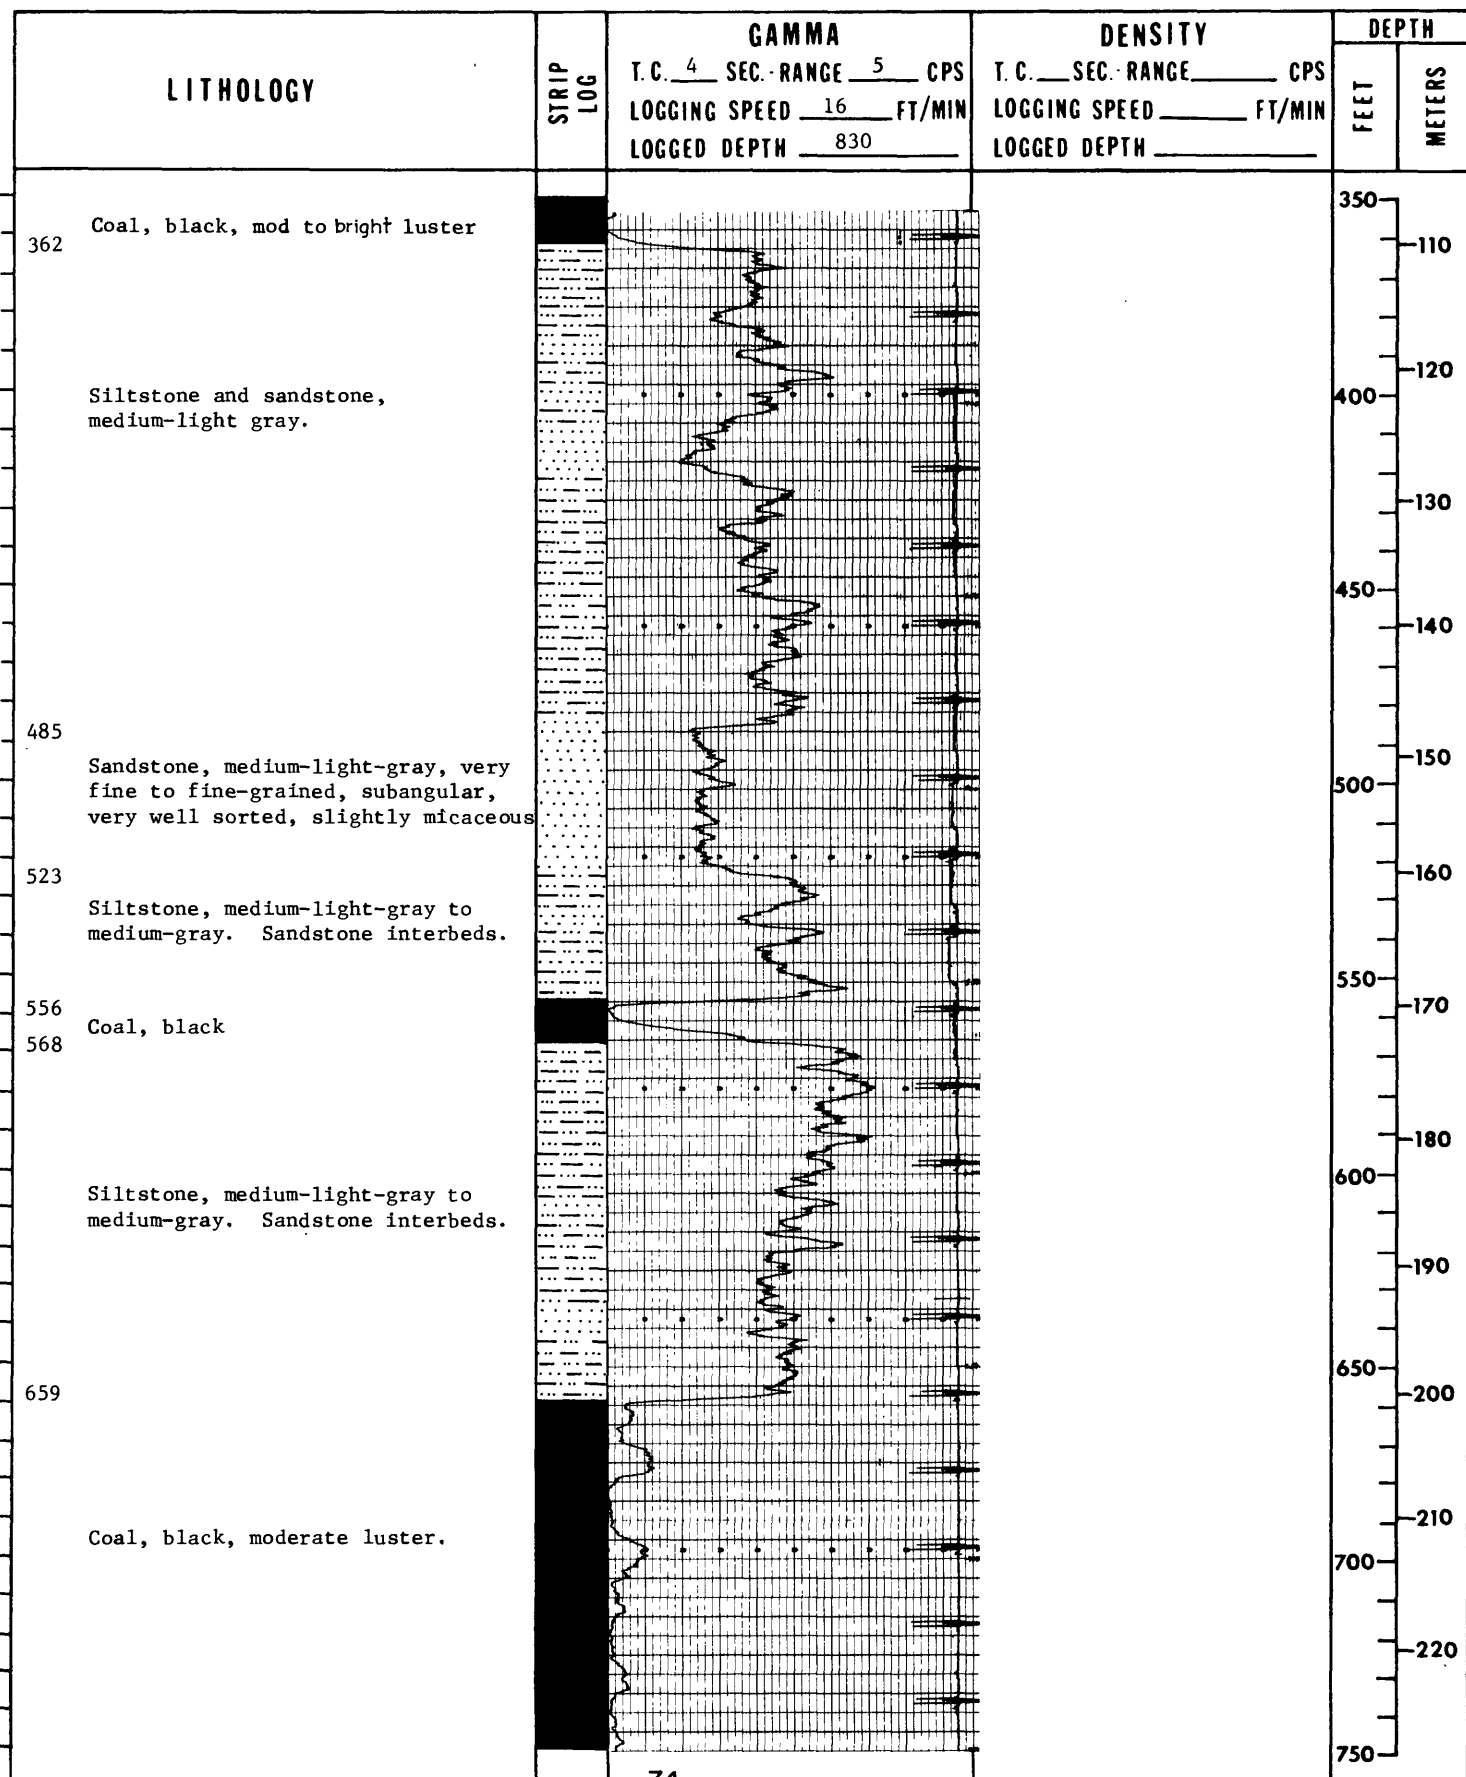 LITHOLOGY
STRIP LOG
GAMMA
T.C. 4 SEC. RANGE 5 CPS
LOGGING SPEED 16 FT/MIN
LOGGED DEPTH 830
DENSITY
T.C. SEC. RANGE CPS
LOGGING SPEED FT/MIN
LOGGED DEPTH
DEPTH
FEET
METERS
Coal, black, mod to bright luster
362
Siltstone and sandstone,
medium-light gray.
485
Sandstone, medium-light-gray, very
fine to fine-grained, subangular,
very well sorted, slightly micaceous
523
Siltstone, medium-light-gray to
medium-gray. Sandstone interbeds.
556
Coal, black
568
Siltstone, medium-light-gray to
medium-gray. Sandstone interbeds.
659
Coal, black, moderate luster.
350
400
450
500
550
600
650
700
750
110
120
130
140
150
160
170
180
190
200
210
220